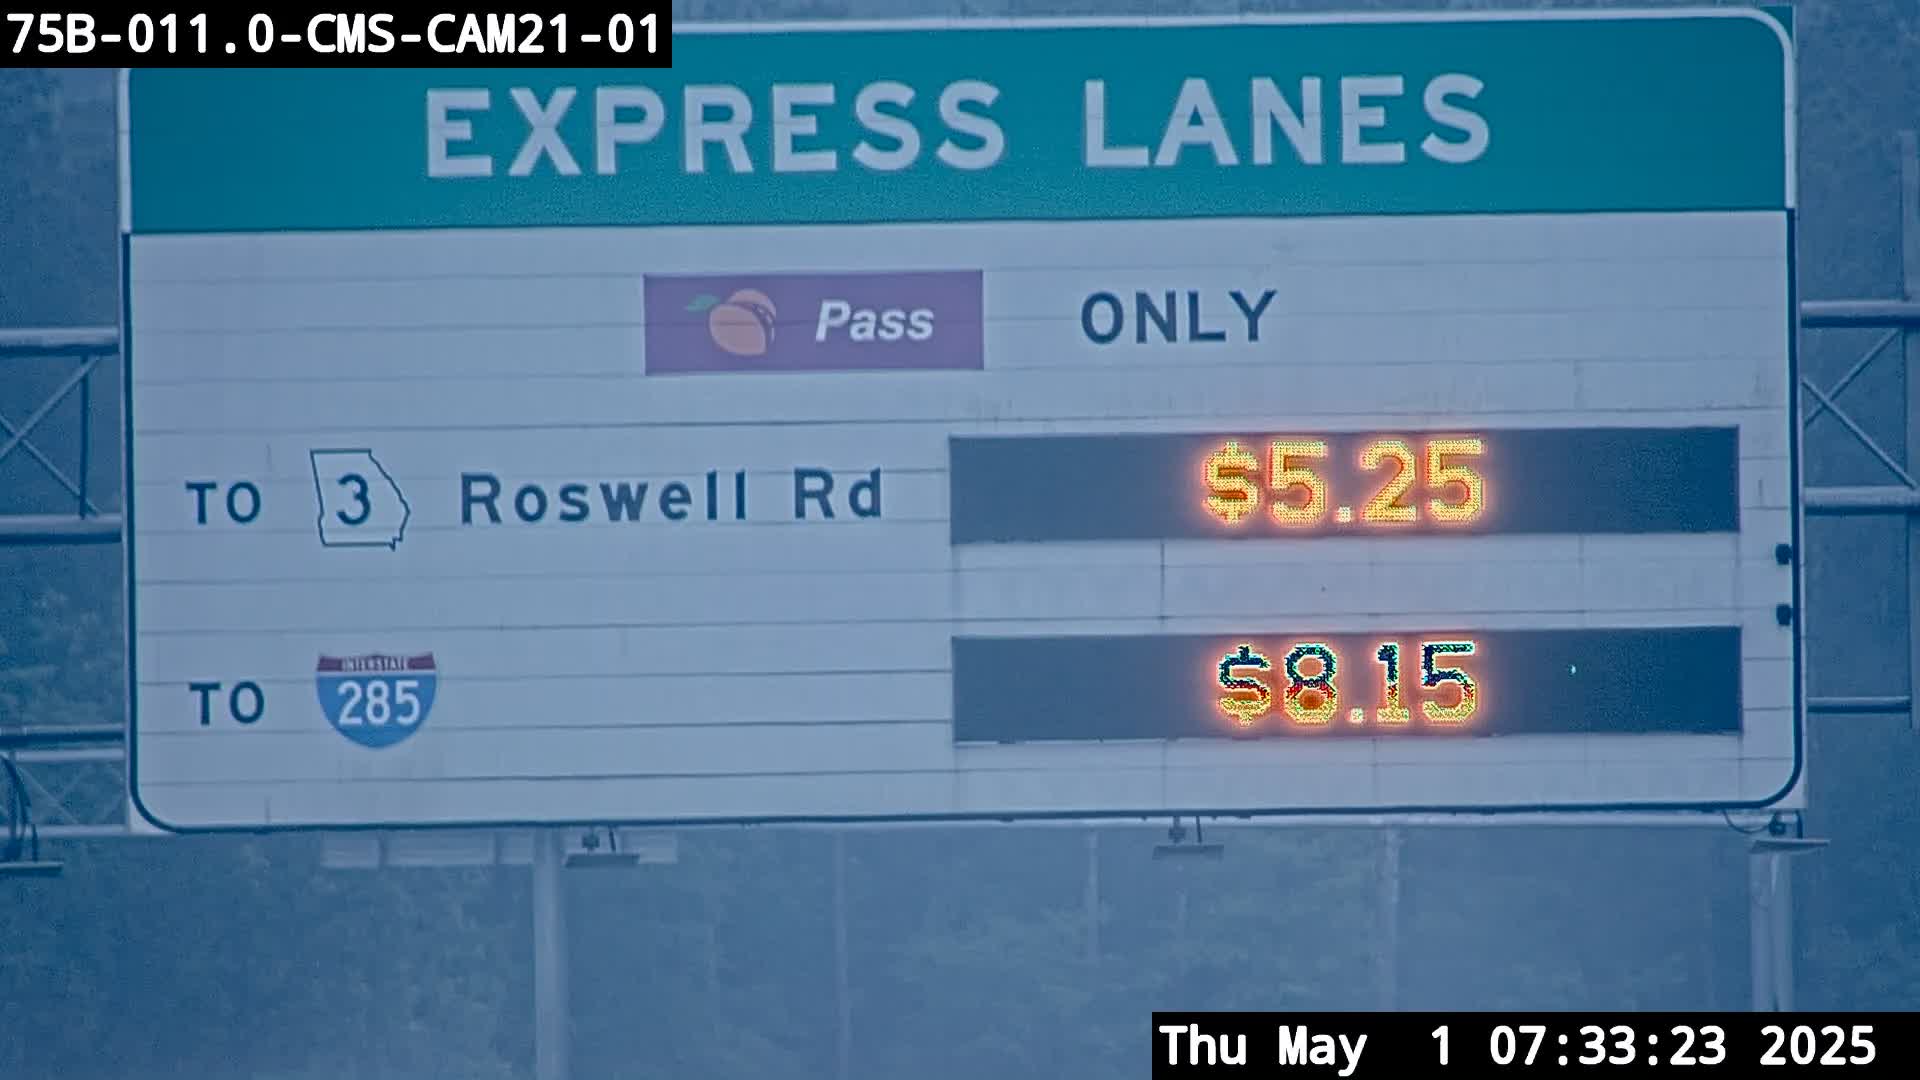 75B-011.0-CMS-CAM21-01
EXPRESS LANES
Pass ONLY
TO 3 Roswell Rd $5.25
INTERSTATE
TO 285 $8.15
Thu May 1 07:33:23 2025